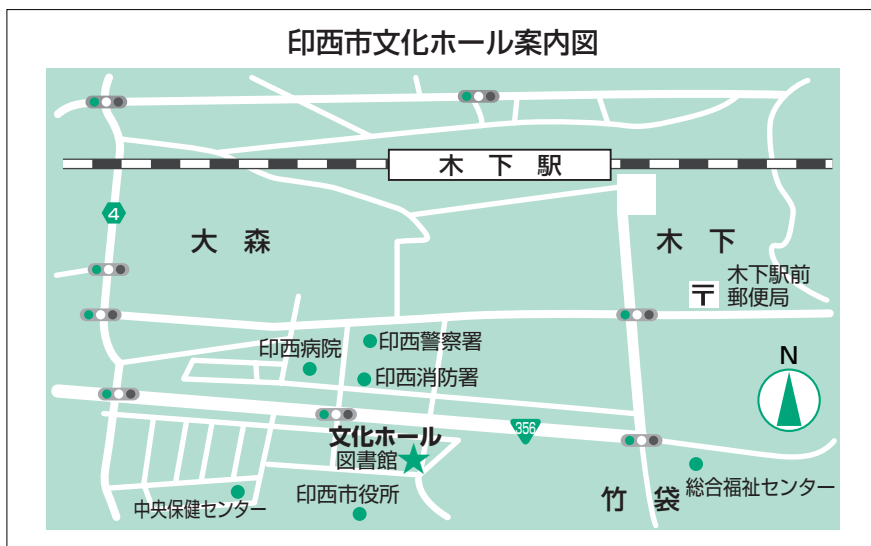 印西市文化ホール案内図
木下駅
4
大森
木下
木下駅前
郵便局
印西警察署
印西病院
印西消防署
N
356
文化ホール
図書館
中央保健センター
印西市役所
竹袋
総合福祉センター